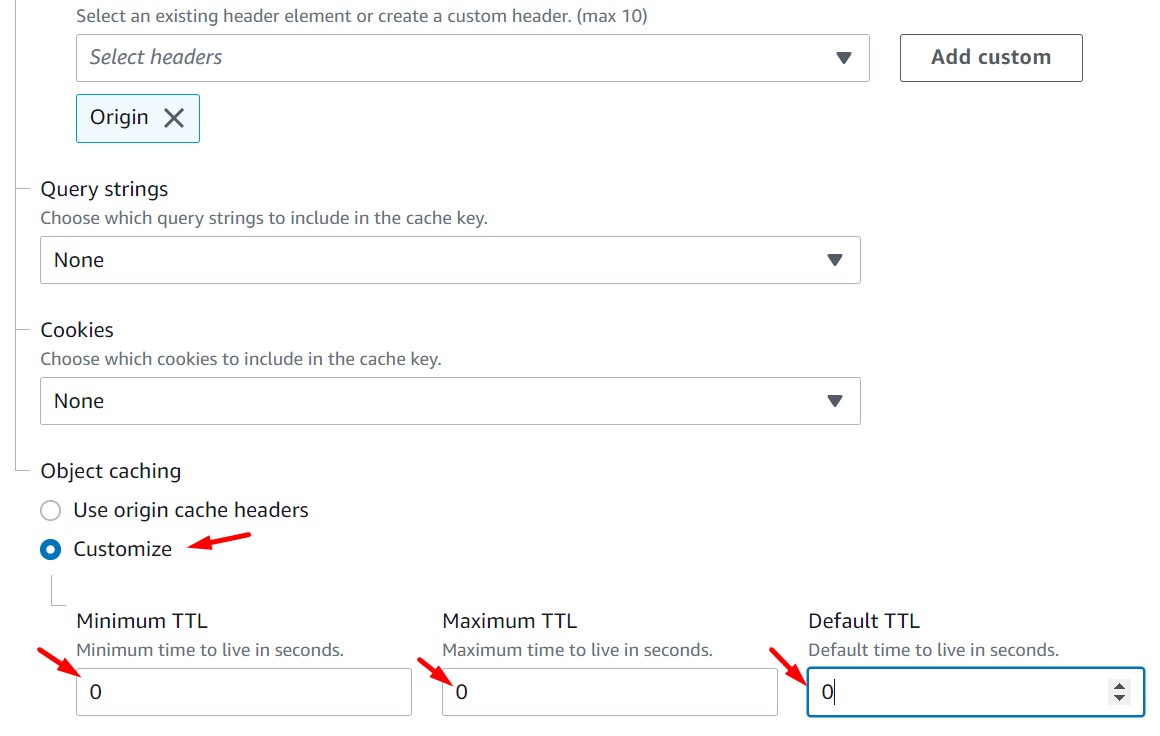 Select an existing header element or create a custom header. (max 10)
Select headers
Add custom
Origin
Query strings
Choose which query strings to include in the cache key.
None
Cookies
Choose which cookies to include in the cache key.
None
Object caching
Use origin cache headers
Customize
Minimum TTL
Minimum time to live in seconds.
0
Maximum TTL
Maximum time to live in seconds.
0
Default TTL
Default time to live in seconds.
0